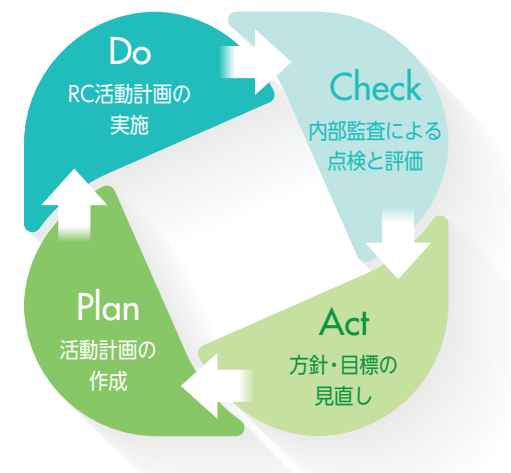 Do
RC活動計画の
実施
Check
内部監査による
点検と評価
Act
方針・目標の
見直し
Plan
活動計画の
作成